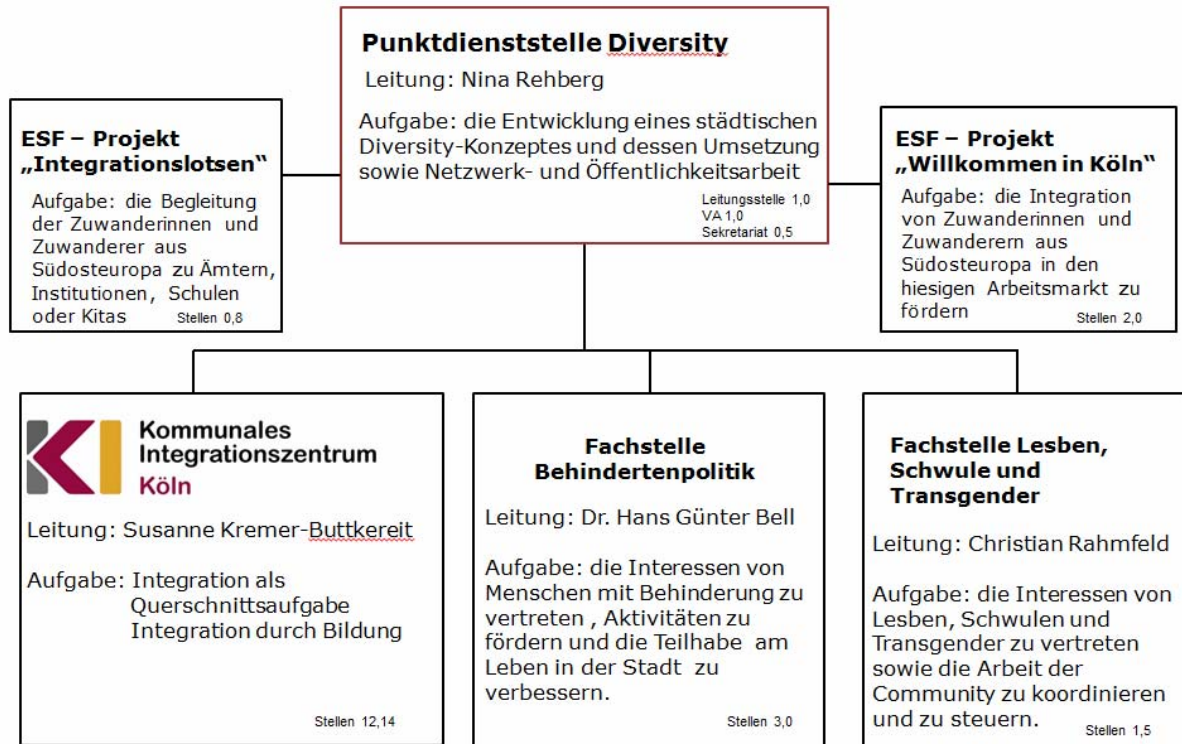 Punktdienststelle Diversity
Leitung: Nina Rehberg
Aufgabe: die Entwicklung eines städtischen
Diversity-Konzeptes und dessen Umsetzung
sowie Netzwerk- und Öffentlichkeitsarbeit
Leitungsstelle 1,0
VA 1,0
Sekretariat 0,5
ESF – Projekt
„Integrationslotsen“
Aufgabe: die Begleitung
der Zuwanderinnen und
Zuwanderer aus
Südosteuropa zu Ämtern,
Institutionen, Schulen
oder Kitas Stellen 0,8
ESF – Projekt
„Willkommen in Köln“
Aufgabe: die Integration
von Zuwanderinnen und
Zuwanderern aus
Südosteuropa in den
hiesigen Arbeitsmarkt zu
fördern
Stellen 2,0
KI
Kommunales
Integrationszentrum
Köln
Leitung: Susanne Kremer-Buttkereit
Aufgabe: Integration als
Querschnittsaufgabe
Integration durch Bildung
Stellen 12,14
Fachstelle
Behindertenpolitik
Leitung: Dr. Hans Günter Bell
Aufgabe: die Interessen von
Menschen mit Behinderung zu
vertreten , Aktivitäten zu
fördern und die Teilhabe am
Leben in der Stadt zu
verbessern.
Stellen 3,0
Fachstelle Lesben,
Schwule und
Transgender
Leitung: Christian Rahmfeld
Aufgabe: die Interessen von
Lesben, Schwulen und
Transgender zu vertreten
sowie die Arbeit der
Community zu koordinieren
und zu steuern.
Stellen 1,5